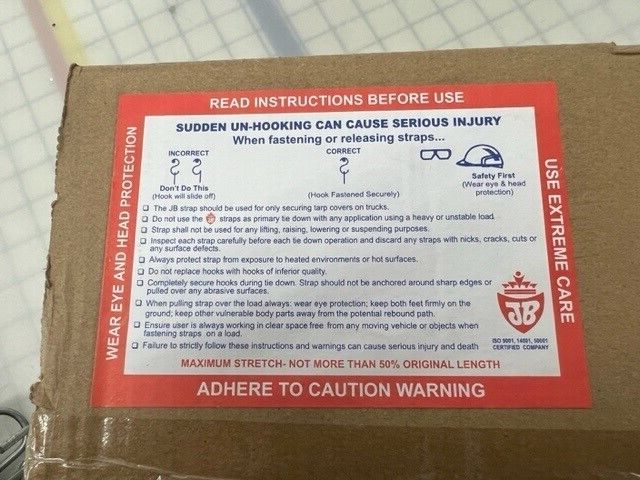 READ INSTRUCTIONS BEFORE USE
WEAR EYE AND HEAD PROTECTION
SUDDEN UN-HOOKING CAN CAUSE SERIOUS INJURY
When fastening or releasing straps...
INCORRECT
Don't Do This
(Hook will slide off)
CORRECT
(Hook Fastened Securely)
Safety First
(Wear eye & head
protection)
The JB strap should be used for only securing tarp covers on trucks.
Do not use the JB straps as primary tie down with any application using a heavy or unstable load.
Strap shall not be used for any lifting, raising, lowering or suspending purposes.
Inspect each strap carefully before each tie down operation and discard any straps with nicks, cracks, cuts or
any surface defects.
Always protect strap from exposure to heated environments or hot surfaces.
Do not replace hooks with hooks of inferior quality.
Completely secure hooks during tie down. Strap should not be anchored around sharp edges or
pulled over any abrasive surfaces.
When pulling strap over the load always: wear eye protection; keep both feet firmly on the
ground; keep other vulnerable body parts away from the potential rebound path.
Ensure user is always working in clear space free from any moving vehicle or objects when
fastening straps on a load.
Failure to strictly follow these instructions and warnings can cause serious injury and death
JB
ISO 9001, 14001, 50001
CERTIFIED COMPANY
MAXIMUM STRETCH- NOT MORE THAN 50% ORIGINAL LENGTH
USE EXTREME CARE
ADHERE TO CAUTION WARNING